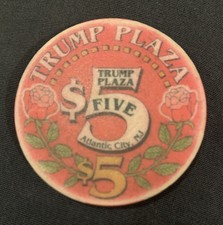 TRUMP PLAZA
TRUMP
PLAZA
$5
FIVE
Atlantic City, NJ
$5